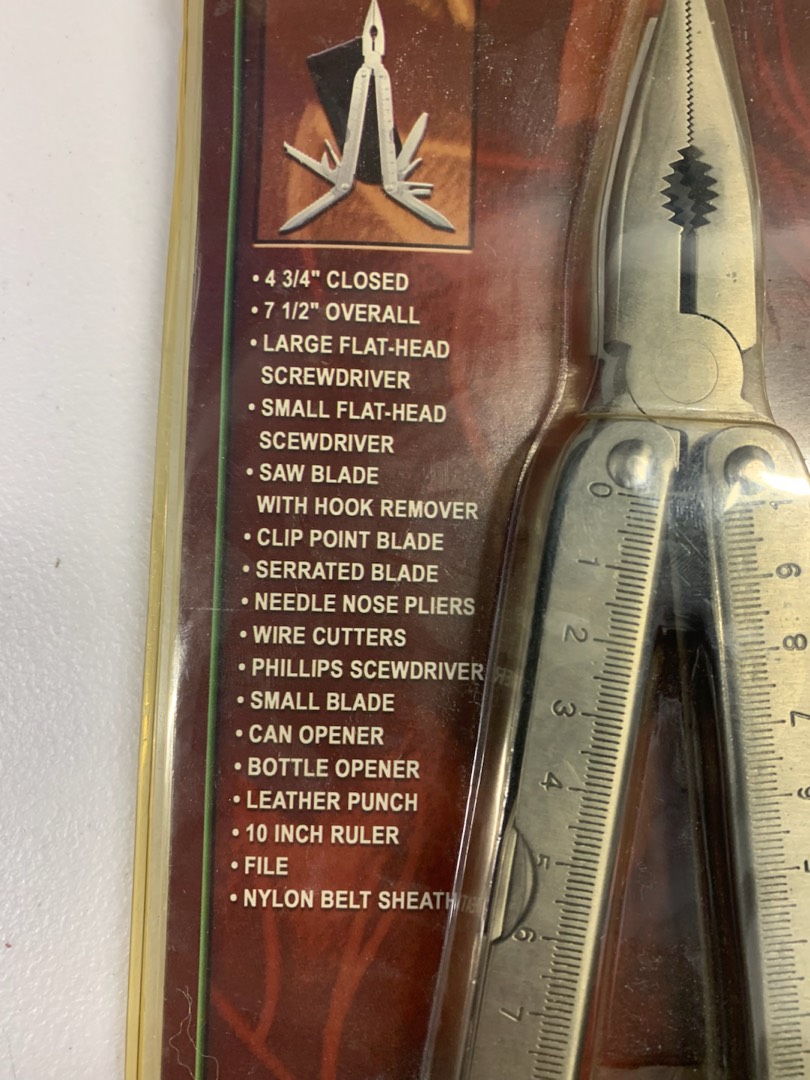 • 4 3/4" CLOSED
• 7 1/2" OVERALL
• LARGE FLAT-HEAD
SCREWDRIVER
• SMALL FLAT-HEAD
SCEWDRIVER
• SAW BLADE
WITH HOOK REMOVER
• CLIP POINT BLADE
• SERRATED BLADE
• NEEDLE NOSE PLIERS
• WIRE CUTTERS
• PHILLIPS SCEWDRIVER
• SMALL BLADE
• CAN OPENER
• BOTTLE OPENER
• LEATHER PUNCH
• 10 INCH RULER
• FILE
• NYLON BELT SHEATH
0
1
2
3
4
5
6
7
9
8
7
6
5